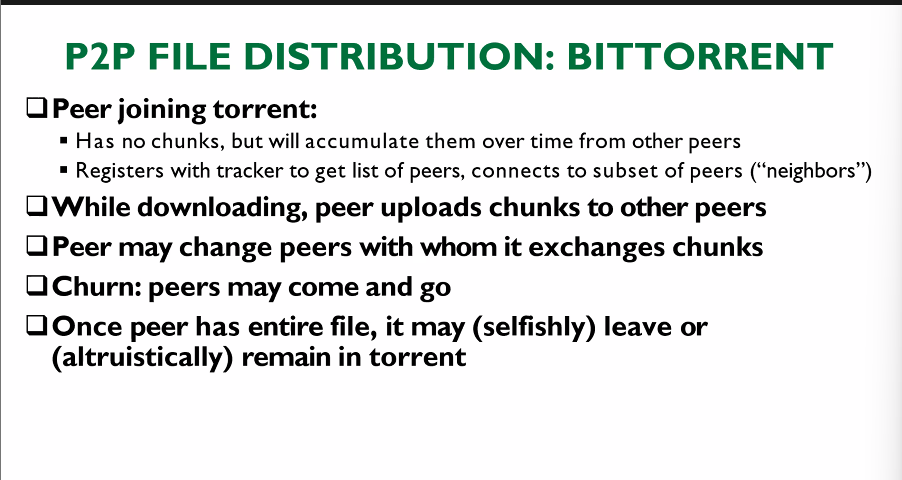 P2P FILE DISTRIBUTION: BITTORRENT
❑Peer joining torrent:
▪ Has no chunks, but will accumulate them over time from other peers
▪ Registers with tracker to get list of peers, connects to subset of peers (“neighbors”)
❑While downloading, peer uploads chunks to other peers
❑Peer may change peers with whom it exchanges chunks
❑Churn: peers may come and go
❑Once peer has entire file, it may (selfishly) leave or
(altruistically) remain in torrent